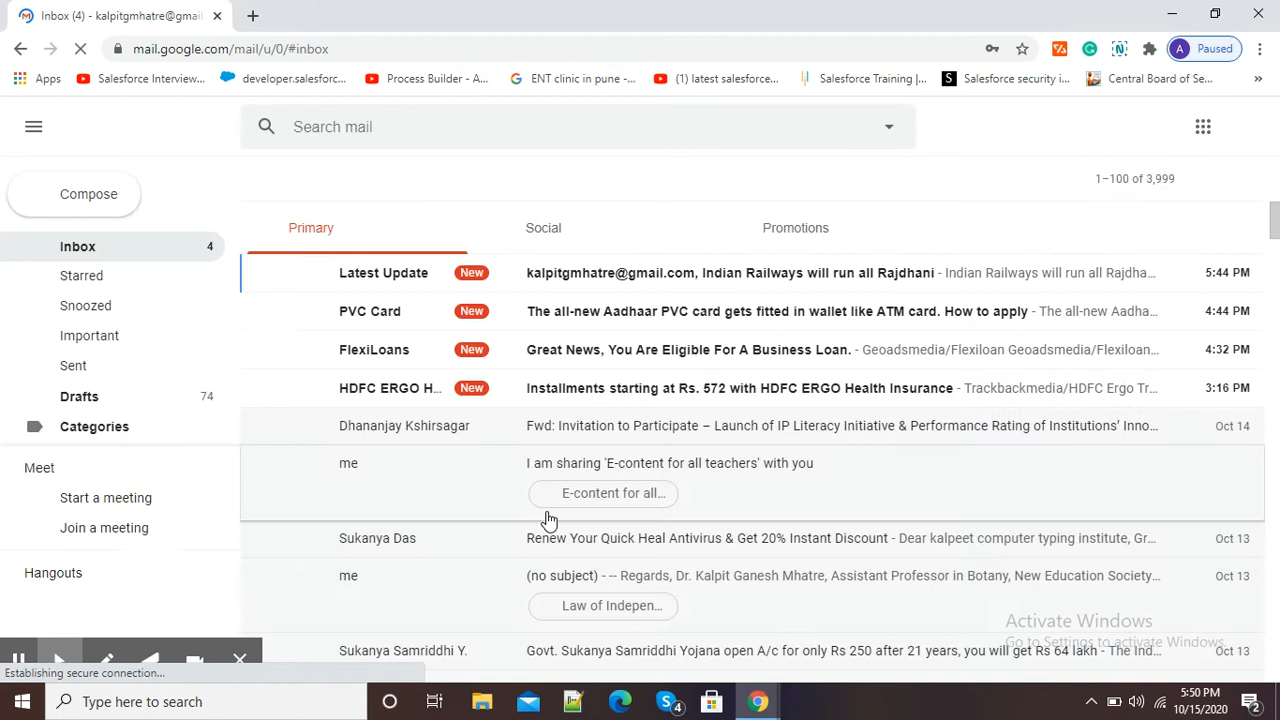 Inbox (4) - kalpitgmhatre@gmail
mail.google.com/mail/u/0/#inbox
A Paused
Apps Salesforce Interview... developer.salesforc... Process Builder - A... ENT clinic in pune -... (1) latest salesforce... Salesforce Training |... Salesforce security i... Central Board of Se... »
Search mail
1–100 of 3,999
Compose
Primary Social Promotions
Inbox 4
Starred
Snoozed
Important
Sent
Drafts 74
Categories
Meet
Start a meeting
Join a meeting
Hangouts
Latest Update New kalpitgmhatre@gmail.com, Indian Railways will run all Rajdhani - Indian Railways will run all Rajdha... 5:44 PM
PVC Card New The all-new Aadhaar PVC card gets fitted in wallet like ATM card. How to apply - The all-new Aadha... 4:44 PM
FlexiLoans New Great News, You Are Eligible For A Business Loan. - Geoadsmedia/Flexiloan Geoadsmedia/Flexiloan... 4:32 PM
HDFC ERGO H... New Installments starting at Rs. 572 with HDFC ERGO Health Insurance - Trackbackmedia/HDFC Ergo Tr... 3:16 PM
Dhananjay Kshirsagar Fwd: Invitation to Participate – Launch of IP Literacy Initiative & Performance Rating of Institutions' Inno... Oct 14
me I am sharing 'E-content for all teachers' with you
E-content for all...
Sukanya Das Renew Your Quick Heal Antivirus & Get 20% Instant Discount - Dear kalpeet computer typing institute, Gr... Oct 13
me (no subject) - -- Regards, Dr. Kalpit Ganesh Mhatre, Assistant Professor in Botany, New Education Society... Oct 13
Law of Indepen...
Sukanya Samriddhi Y. Govt. Sukanya Samriddhi Yojana open A/c for only Rs 250 after 21 years, you will get Rs 64 lakh - The Ind... Oct 13
Activate Windows
Go to Settings to activate Windows.
Establishing secure connection...
Type here to search
4
5:50 PM
10/15/2020
2